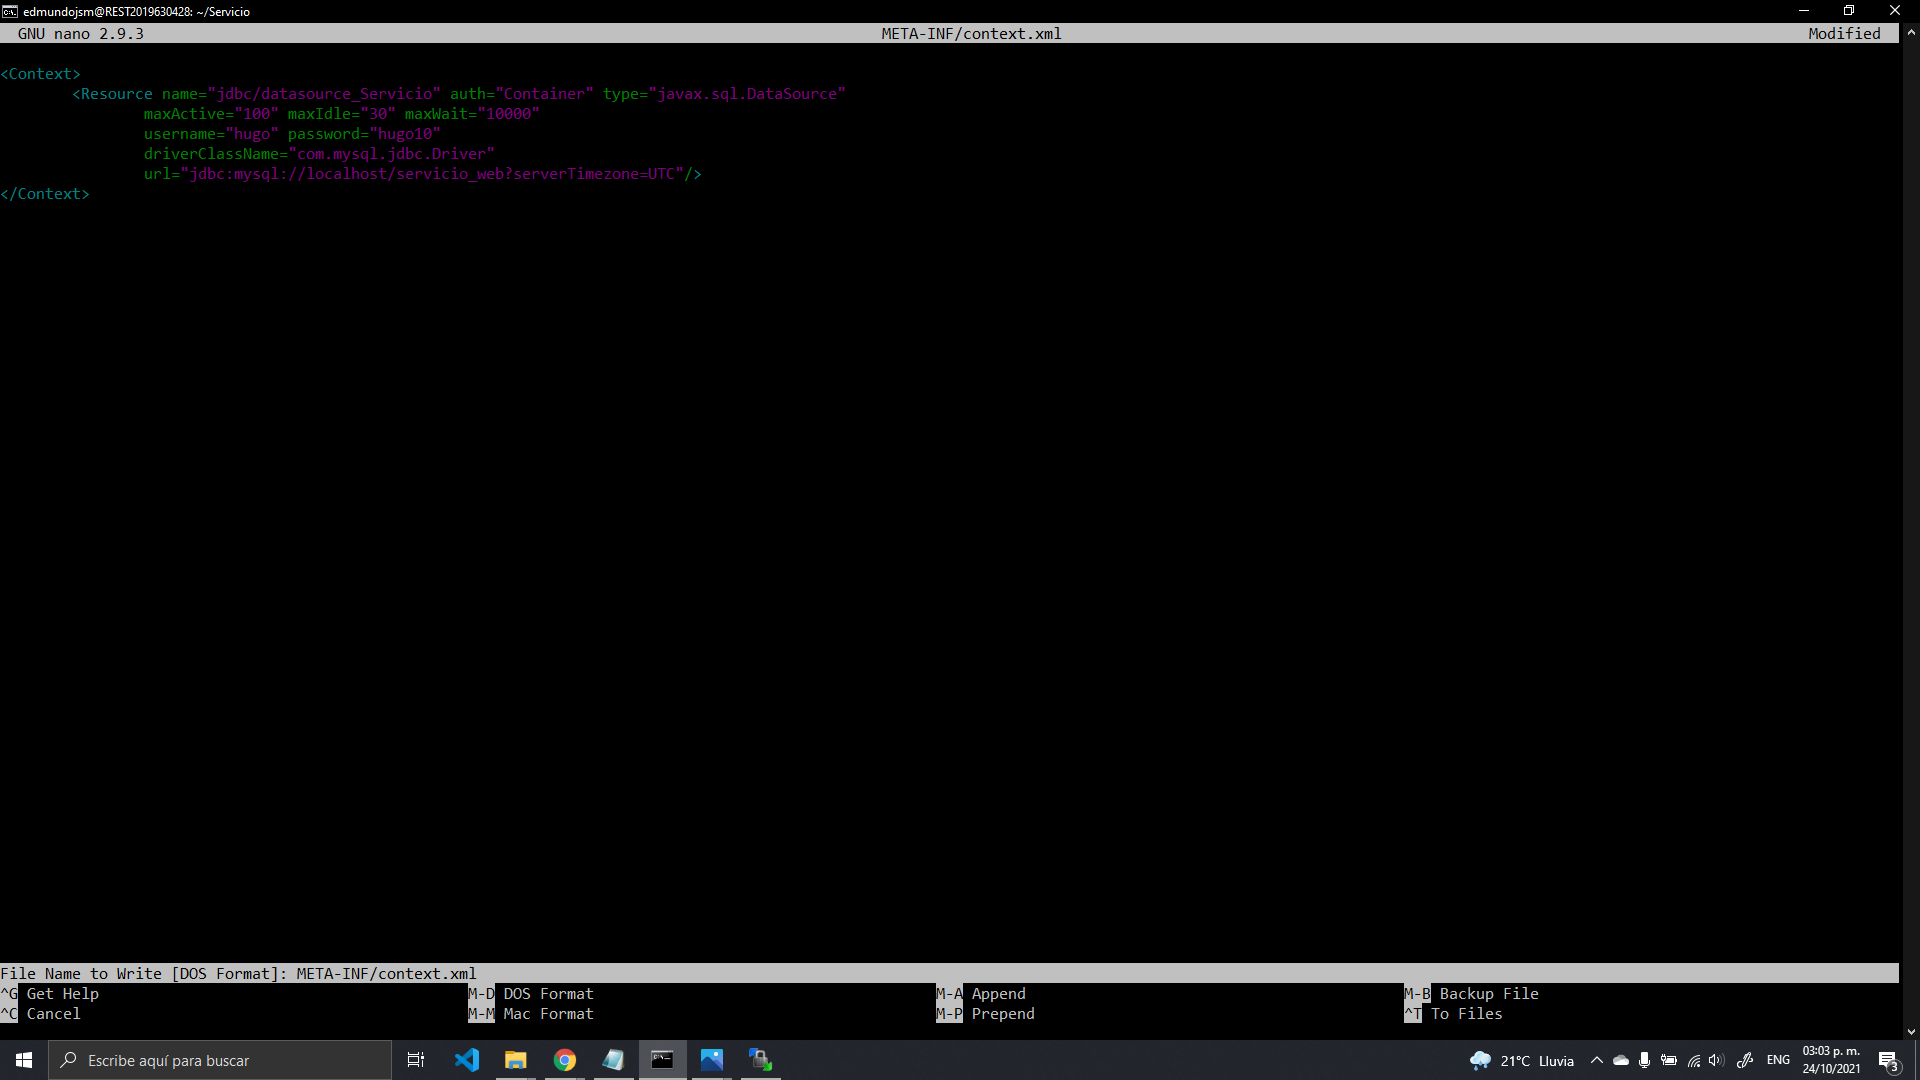 edmundojsm@REST2019630428: ~/Servicio
GNU nano 2.9.3 META-INF/context.xml Modified
<Context>
<Resource name="jdbc/datasource_Servicio" auth="Container" type="javax.sql.DataSource"
maxActive="100" maxIdle="30" maxWait="10000"
username="hugo" password="hugo10"
driverClassName="com.mysql.jdbc.Driver"
url="jdbc:mysql://localhost/servicio_web?serverTimezone=UTC"/>
</Context>
File Name to Write [DOS Format]: META-INF/context.xml
^G Get Help M-D DOS Format M-A Append M-B Backup File
^C Cancel M-M Mac Format M-P Prepend ^T To Files
Escribe aquí para buscar
21°C Lluvia
ENG
03:03 p. m.
24/10/2021
3